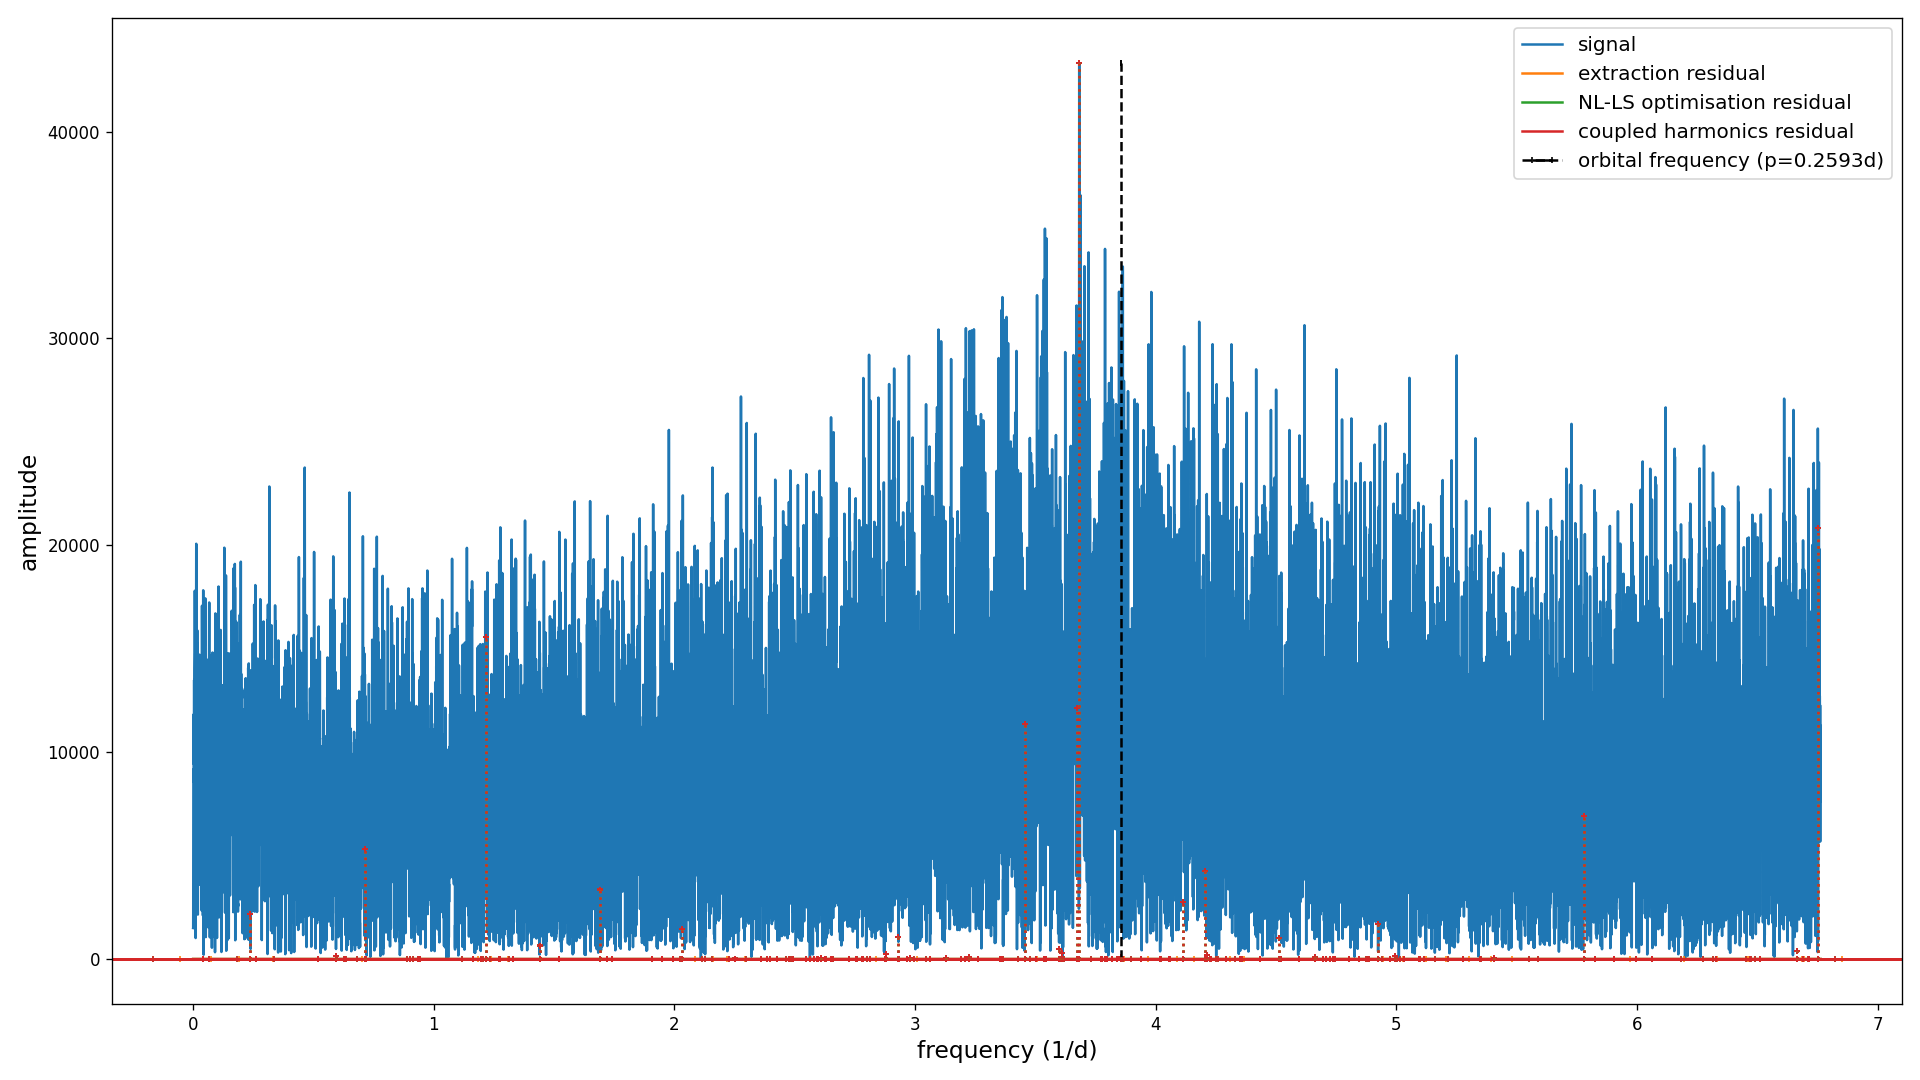 signal
extraction residual
NL-LS optimisation residual
coupled harmonics residual
orbital frequency (p=0.2593d)
amplitude
40000
30000
20000
10000
0
0 1 2 3 4 5 6 7
frequency (1/d)